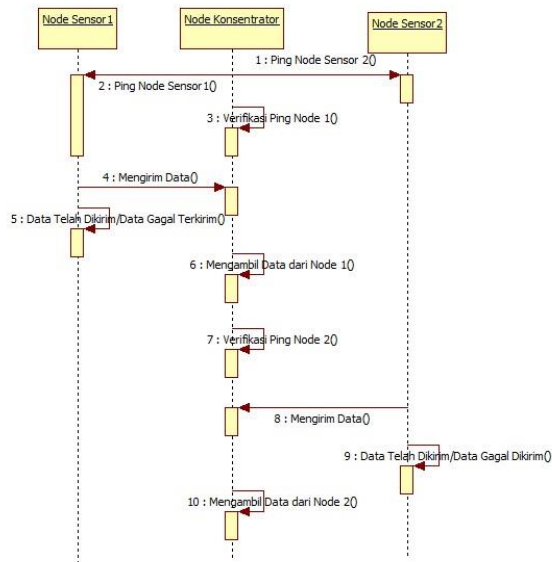 Node Sensor1
Node Konsentrator
Node Sensor2
1 : Ping Node Sensor 2()
2 : Ping Node Sensor1()
3 : Verifikasi Ping Node 1()
4 : Mengirim Data()
5 : Data Telah Dikirim/Data Gagal Terkirim()
6 : Mengambil Data dari Node 1()
7 : Verifikasi Ping Node 2()
8 : Mengirim Data()
9 : Data Telah Dikirim/Data Gagal Dikirim()
10 : Mengambil Data dari Node 2()